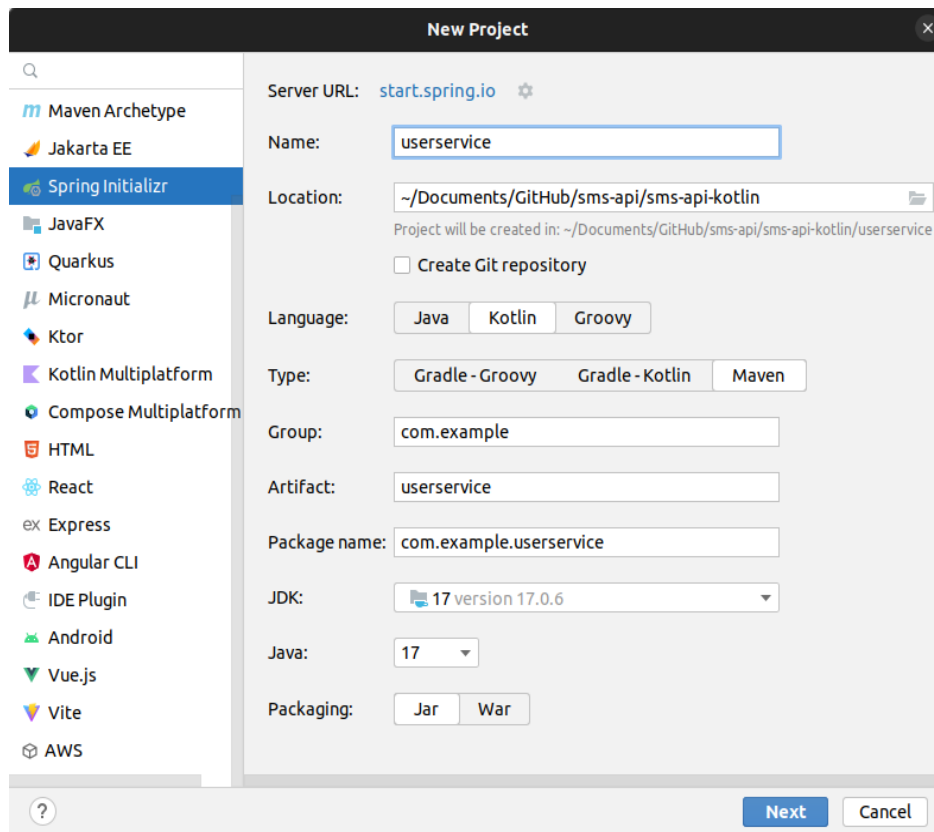 New Project
Maven Archetype
Jakarta EE
Spring Initializr
JavaFX
Quarkus
μ Micronaut
Ktor
Kotlin Multiplatform
Compose Multiplatform
HTML
React
ex Express
Angular CLI
IDE Plugin
Android
Vue.js
Vite
AWS
Server URL: start.spring.io
Name: userservice
Location: ~/Documents/GitHub/sms-api/sms-api-kotlin
Project will be created in: ~/Documents/GitHub/sms-api/sms-api-kotlin/userservice
Create Git repository
Language: Java Kotlin Groovy
Type: Gradle - Groovy Gradle - Kotlin Maven
Group: com.example
Artifact: userservice
Package name: com.example.userservice
JDK: 17 version 17.0.6
Java: 17
Packaging: Jar War
? Next Cancel